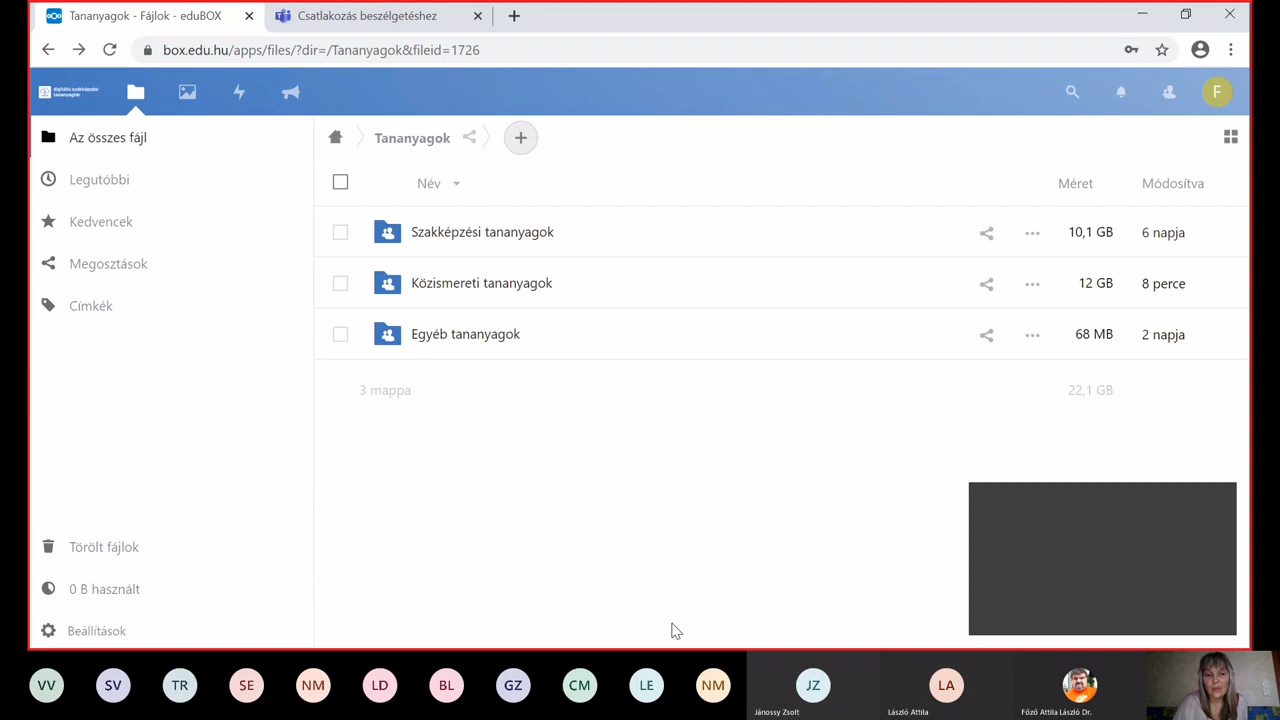 Tananyagok - Fájlok - eduBOX
Csatlakozás beszélgetéshez
box.edu.hu/apps/files/?dir=/Tananyagok&fileid=1726
digitális szakképzési
tananyagtár
F
Az összes fájl
Tananyagok
Legutóbbi
Név
Méret
Módosítva
Kedvencek
Szakképzési tananyagok
10,1 GB
6 napja
Megosztások
Közismereti tananyagok
12 GB
8 perce
Címkék
Egyéb tananyagok
68 MB
2 napja
3 mappa
22,1 GB
Törölt fájlok
0 B használt
Beállítások
VV
SV
TR
SE
NM
LD
BL
GZ
CM
LE
NM
JZ
LA
Jánossy Zsolt
László Attila
Főző Attila László Dr.